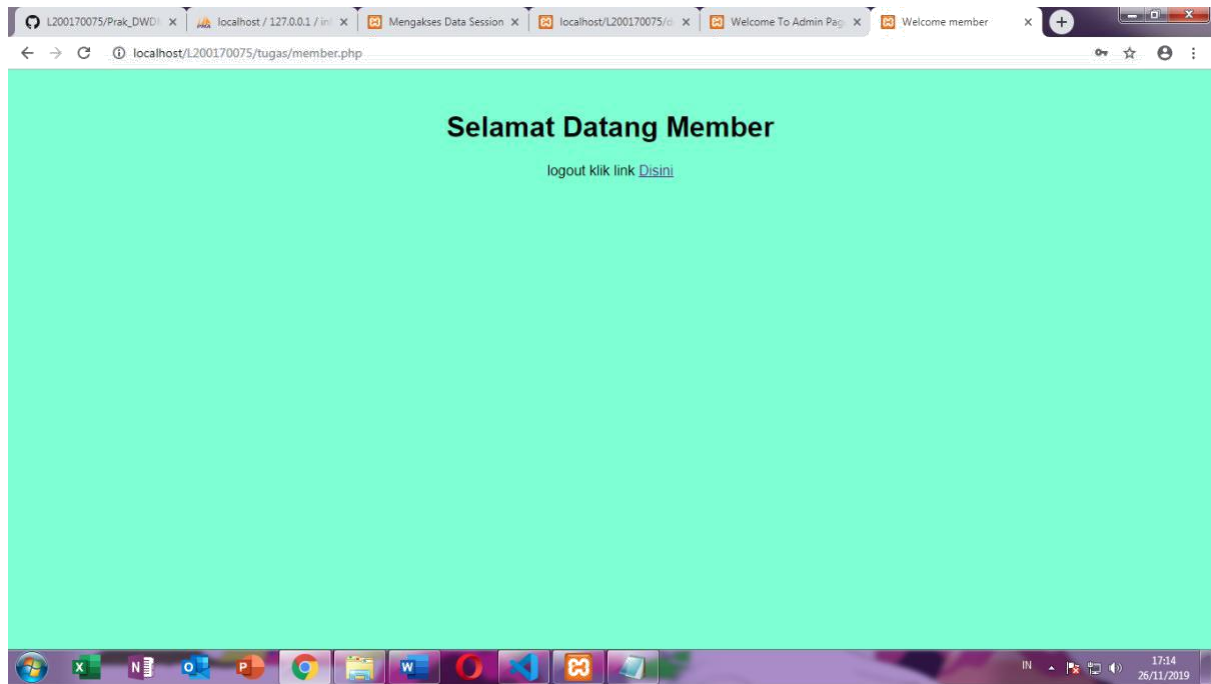 L200170075/Prak_DWD
localhost / 127.0.0.1 / in
Mengakses Data Session
localhost/L200170075/
Welcome To Admin Pag
Welcome member
localhost/L200170075/tugas/member.php
Selamat Datang Member
logout klik link Disini
IN
17:14
26/11/2019